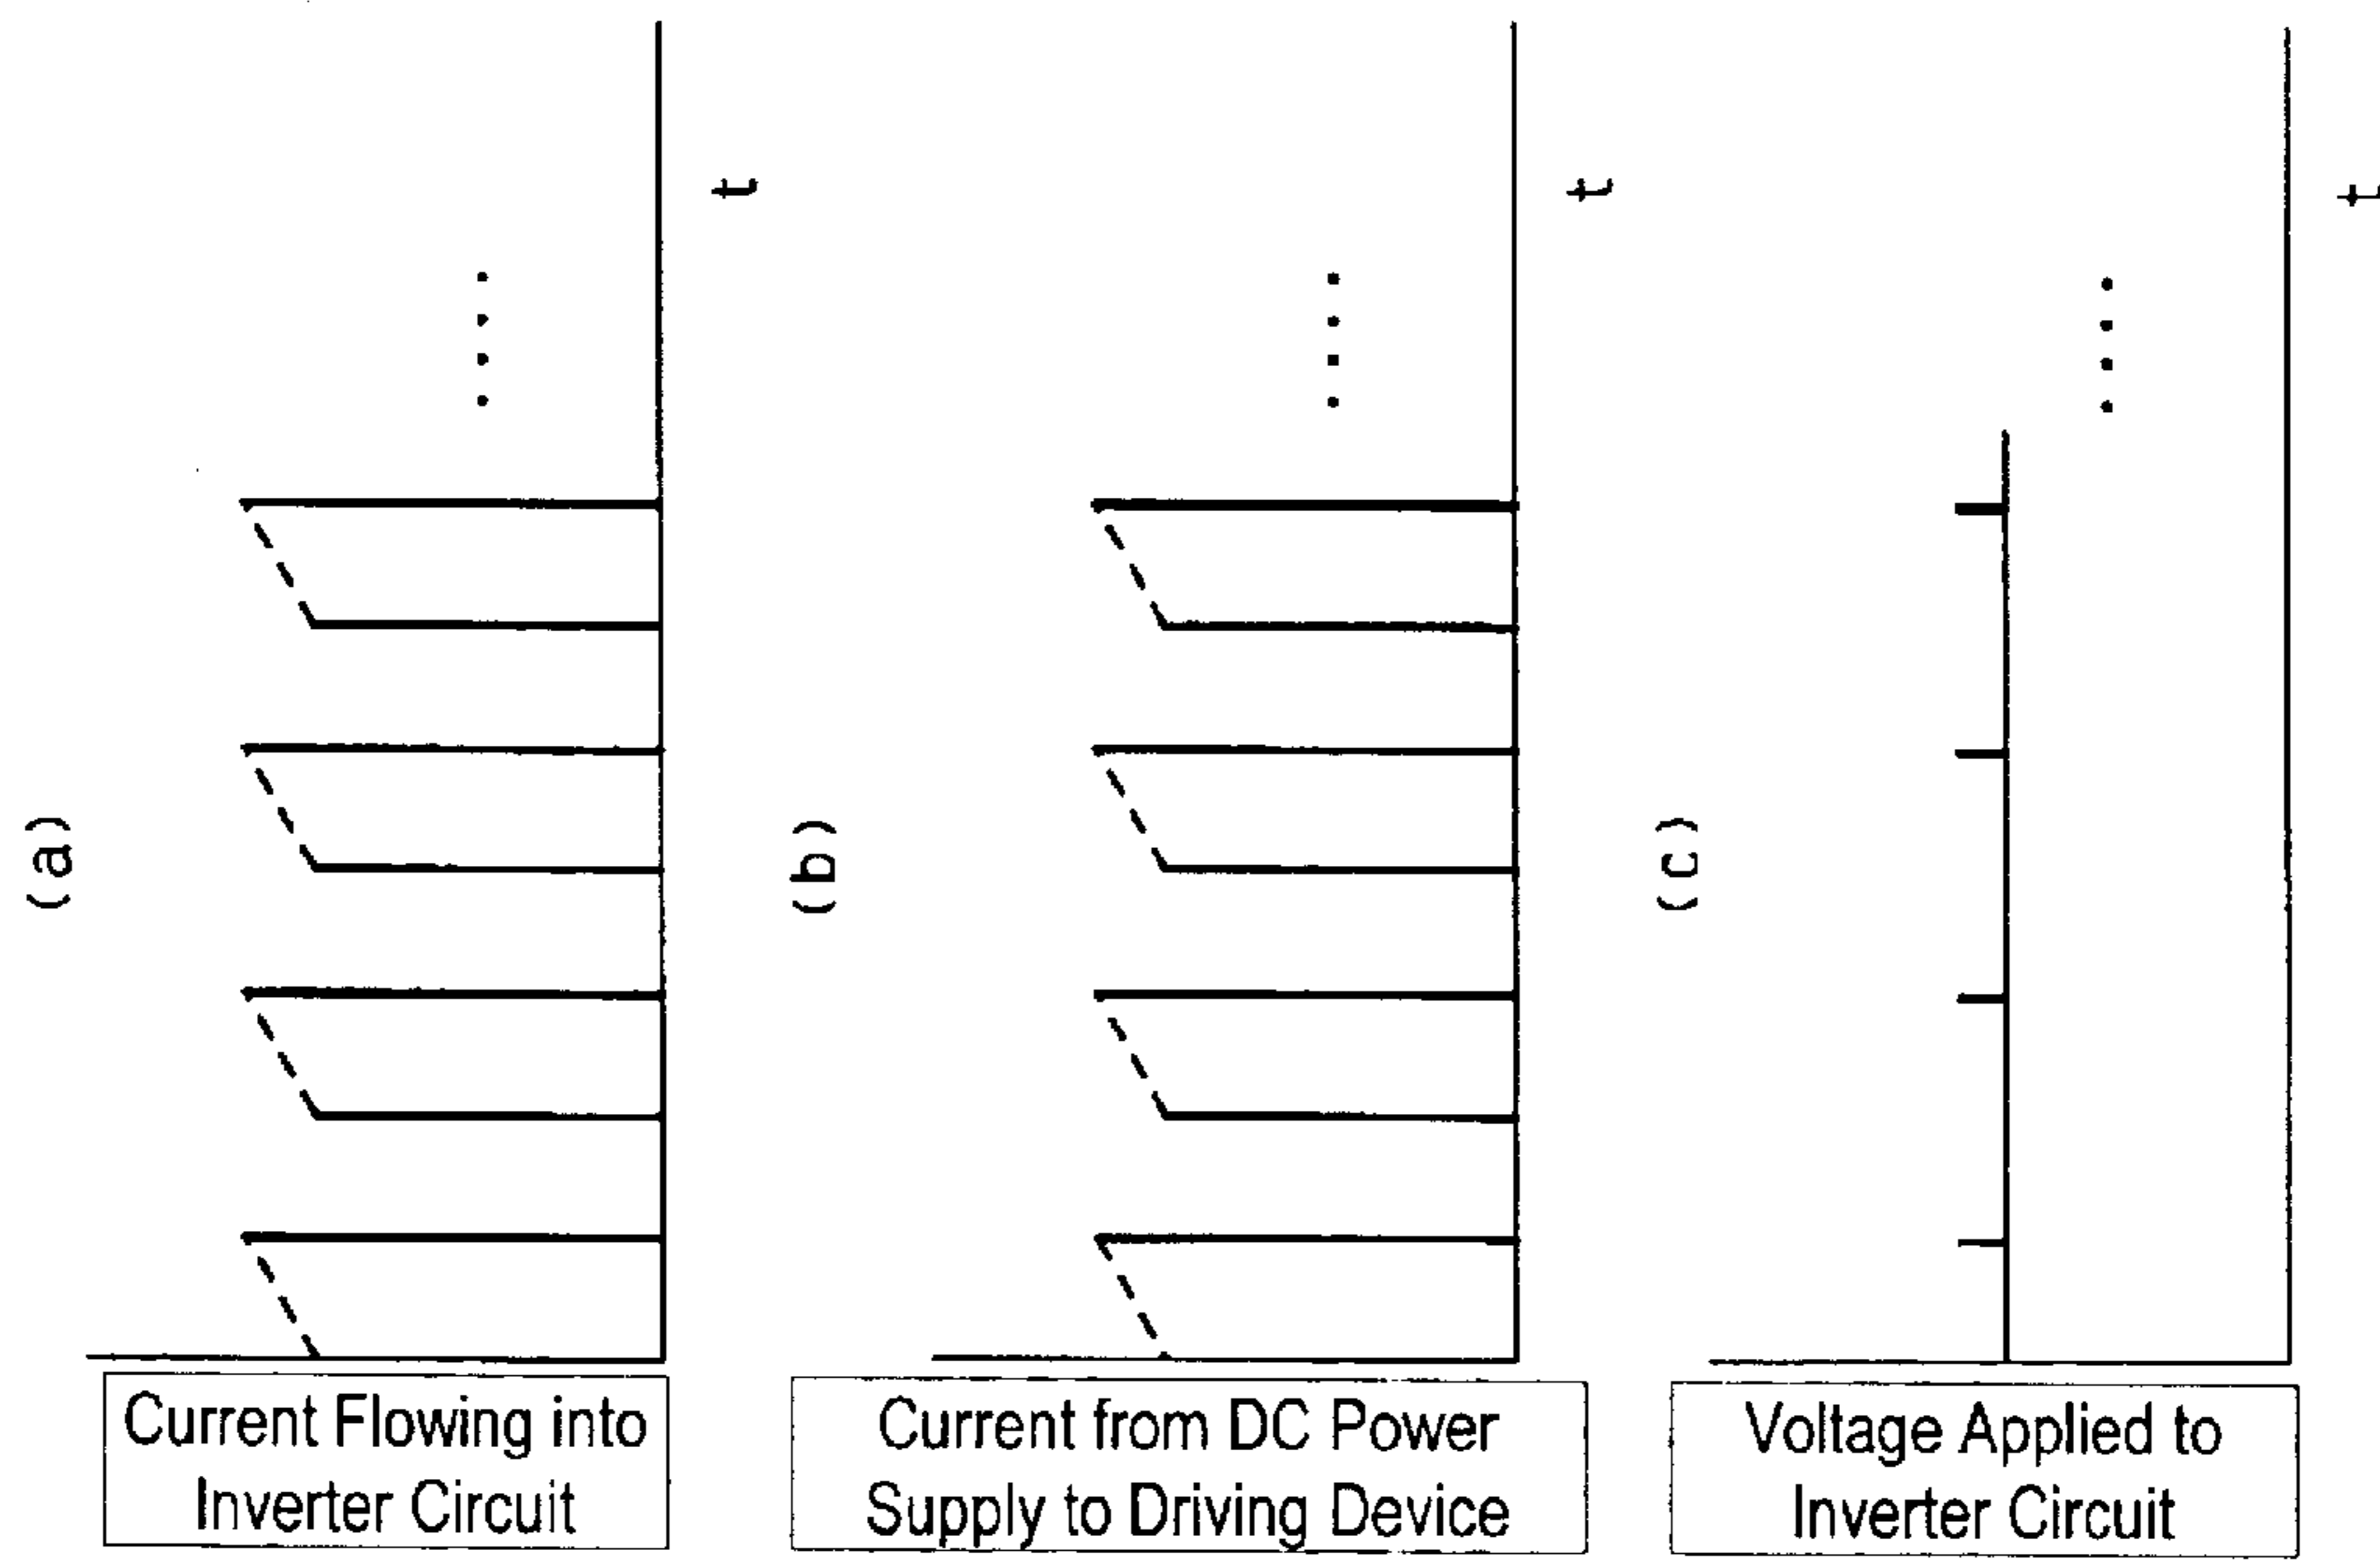 (a)
Current Flowing into
Inverter Circuit
t
(b)
Current from DC Power
Supply to Driving Device
t
(c)
Voltage Applied to
Inverter Circuit
t